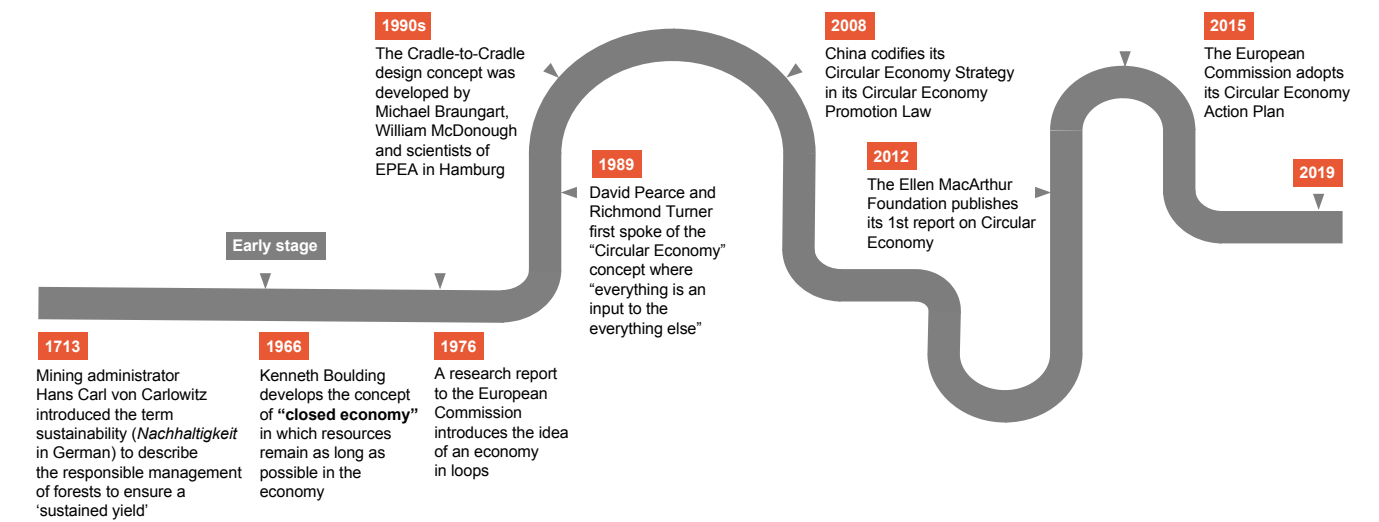 1990s
The Cradle-to-Cradle
design concept was
developed by
Michael Braungart,
William McDonough
and scientists of
EPEA in Hamburg
2008
China codifies its
Circular Economy Strategy
in its Circular Economy
Promotion Law
2015
The European
Commission adopts
its Circular Economy
Action Plan
1989
David Pearce and
Richmond Turner
first spoke of the
“Circular Economy”
concept where
“everything is an
input to the
everything else”
2012
The Ellen MacArthur
Foundation publishes
its 1st report on Circular
Economy
2019
Early stage
1713
Mining administrator
Hans Carl von Carlowitz
introduced the term
sustainability (Nachhaltigkeit
in German) to describe
the responsible management
of forests to ensure a
‘sustained yield’
1966
Kenneth Boulding
develops the concept
of “closed economy”
in which resources
remain as long as
possible in the
economy
1976
A research report
to the European
Commission
introduces the idea
of an economy
in loops